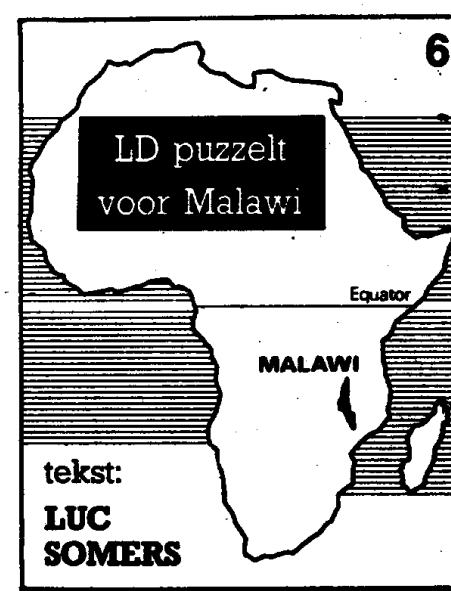 6
LD puzzelt
voor Malawi
Equator
MALAWI
tekst:
LUC
SOMERS